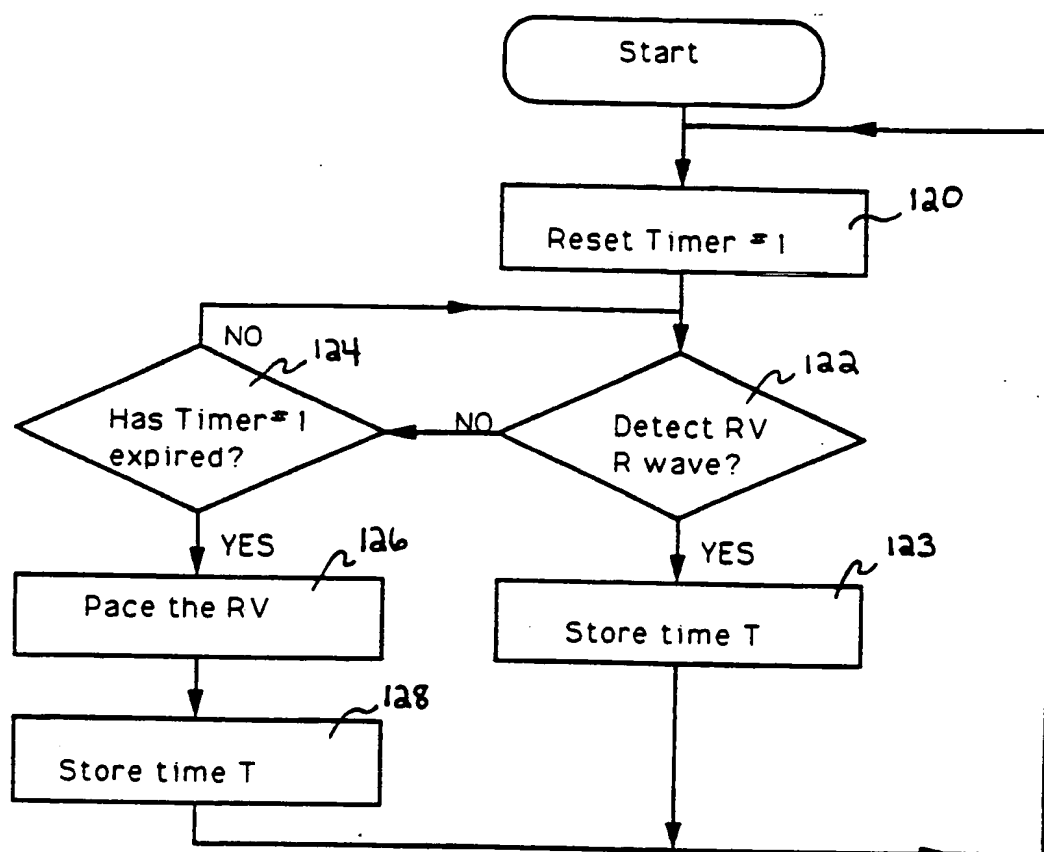 Start
120
Reset Timer #1
NO
124
122
Has Timer #1
expired?
NO
Detect RV
R wave?
YES
126
YES
123
Pace the RV
Store time T
128
Store time T